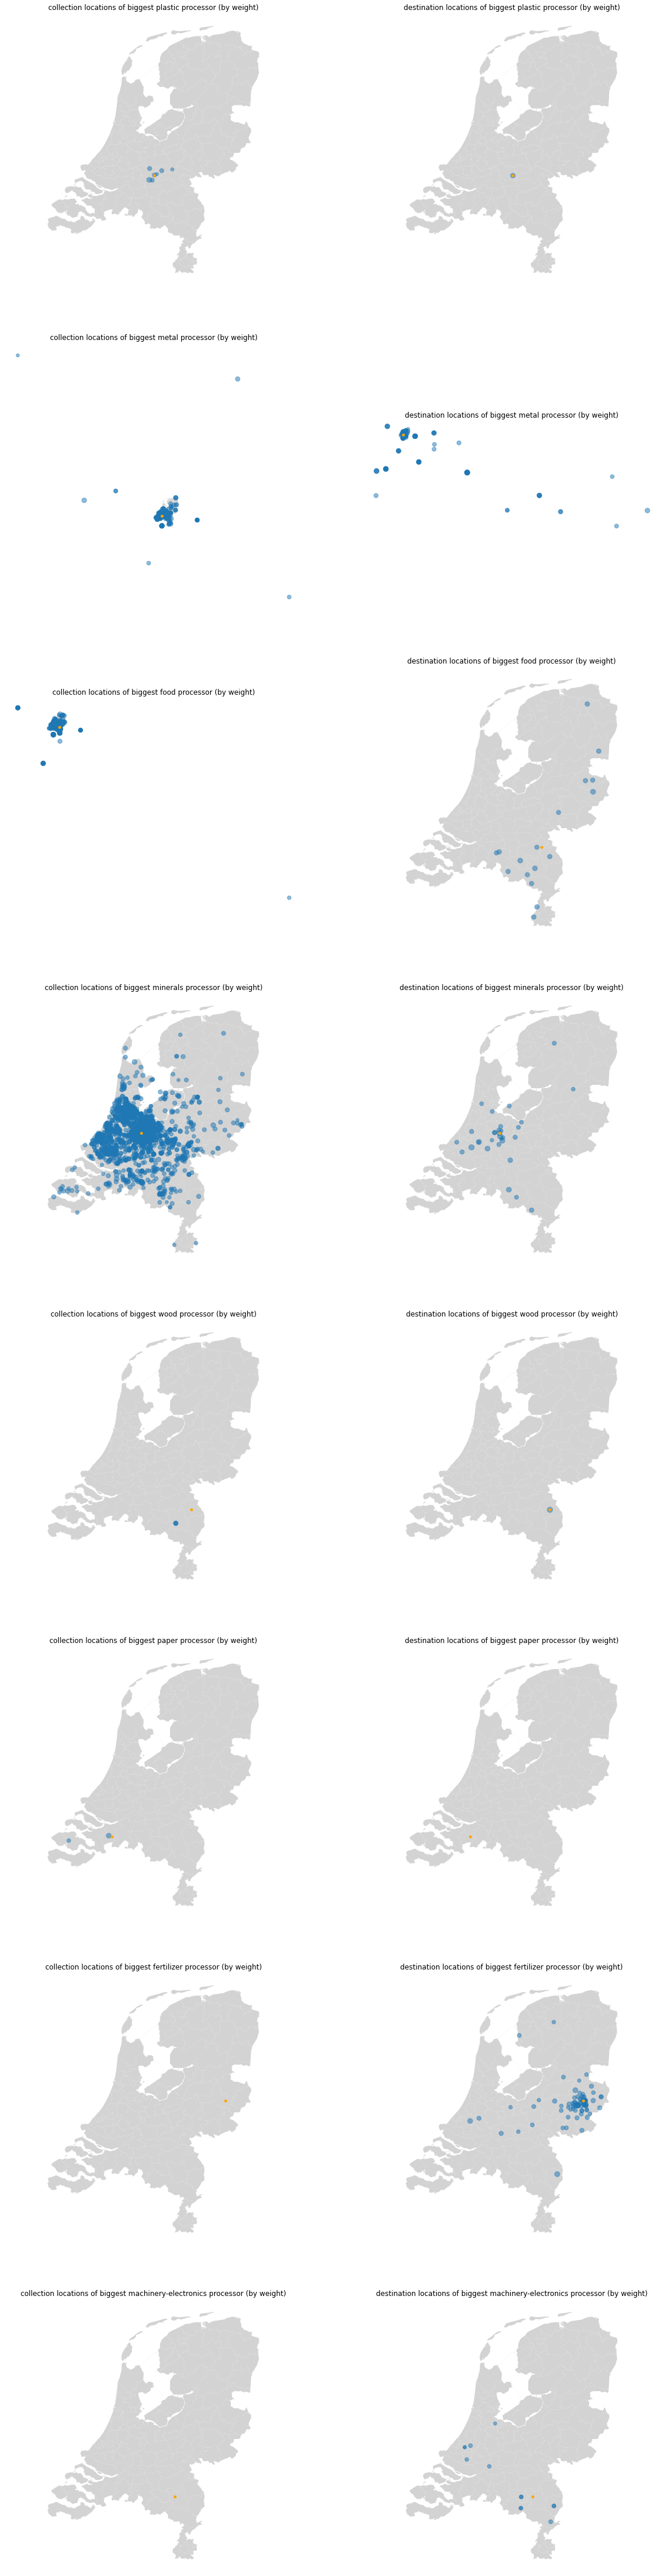 collection locations of biggest plastic processor (by weight)
destination locations of biggest plastic processor (by weight)
collection locations of biggest metal processor (by weight)
destination locations of biggest metal processor (by weight)
collection locations of biggest food processor (by weight)
destination locations of biggest food processor (by weight)
collection locations of biggest minerals processor (by weight)
destination locations of biggest minerals processor (by weight)
collection locations of biggest wood processor (by weight)
destination locations of biggest wood processor (by weight)
collection locations of biggest paper processor (by weight)
destination locations of biggest paper processor (by weight)
collection locations of biggest fertilizer processor (by weight)
destination locations of biggest fertilizer processor (by weight)
collection locations of biggest machinery-electronics processor (by weight)
destination locations of biggest machinery-electronics processor (by weight)